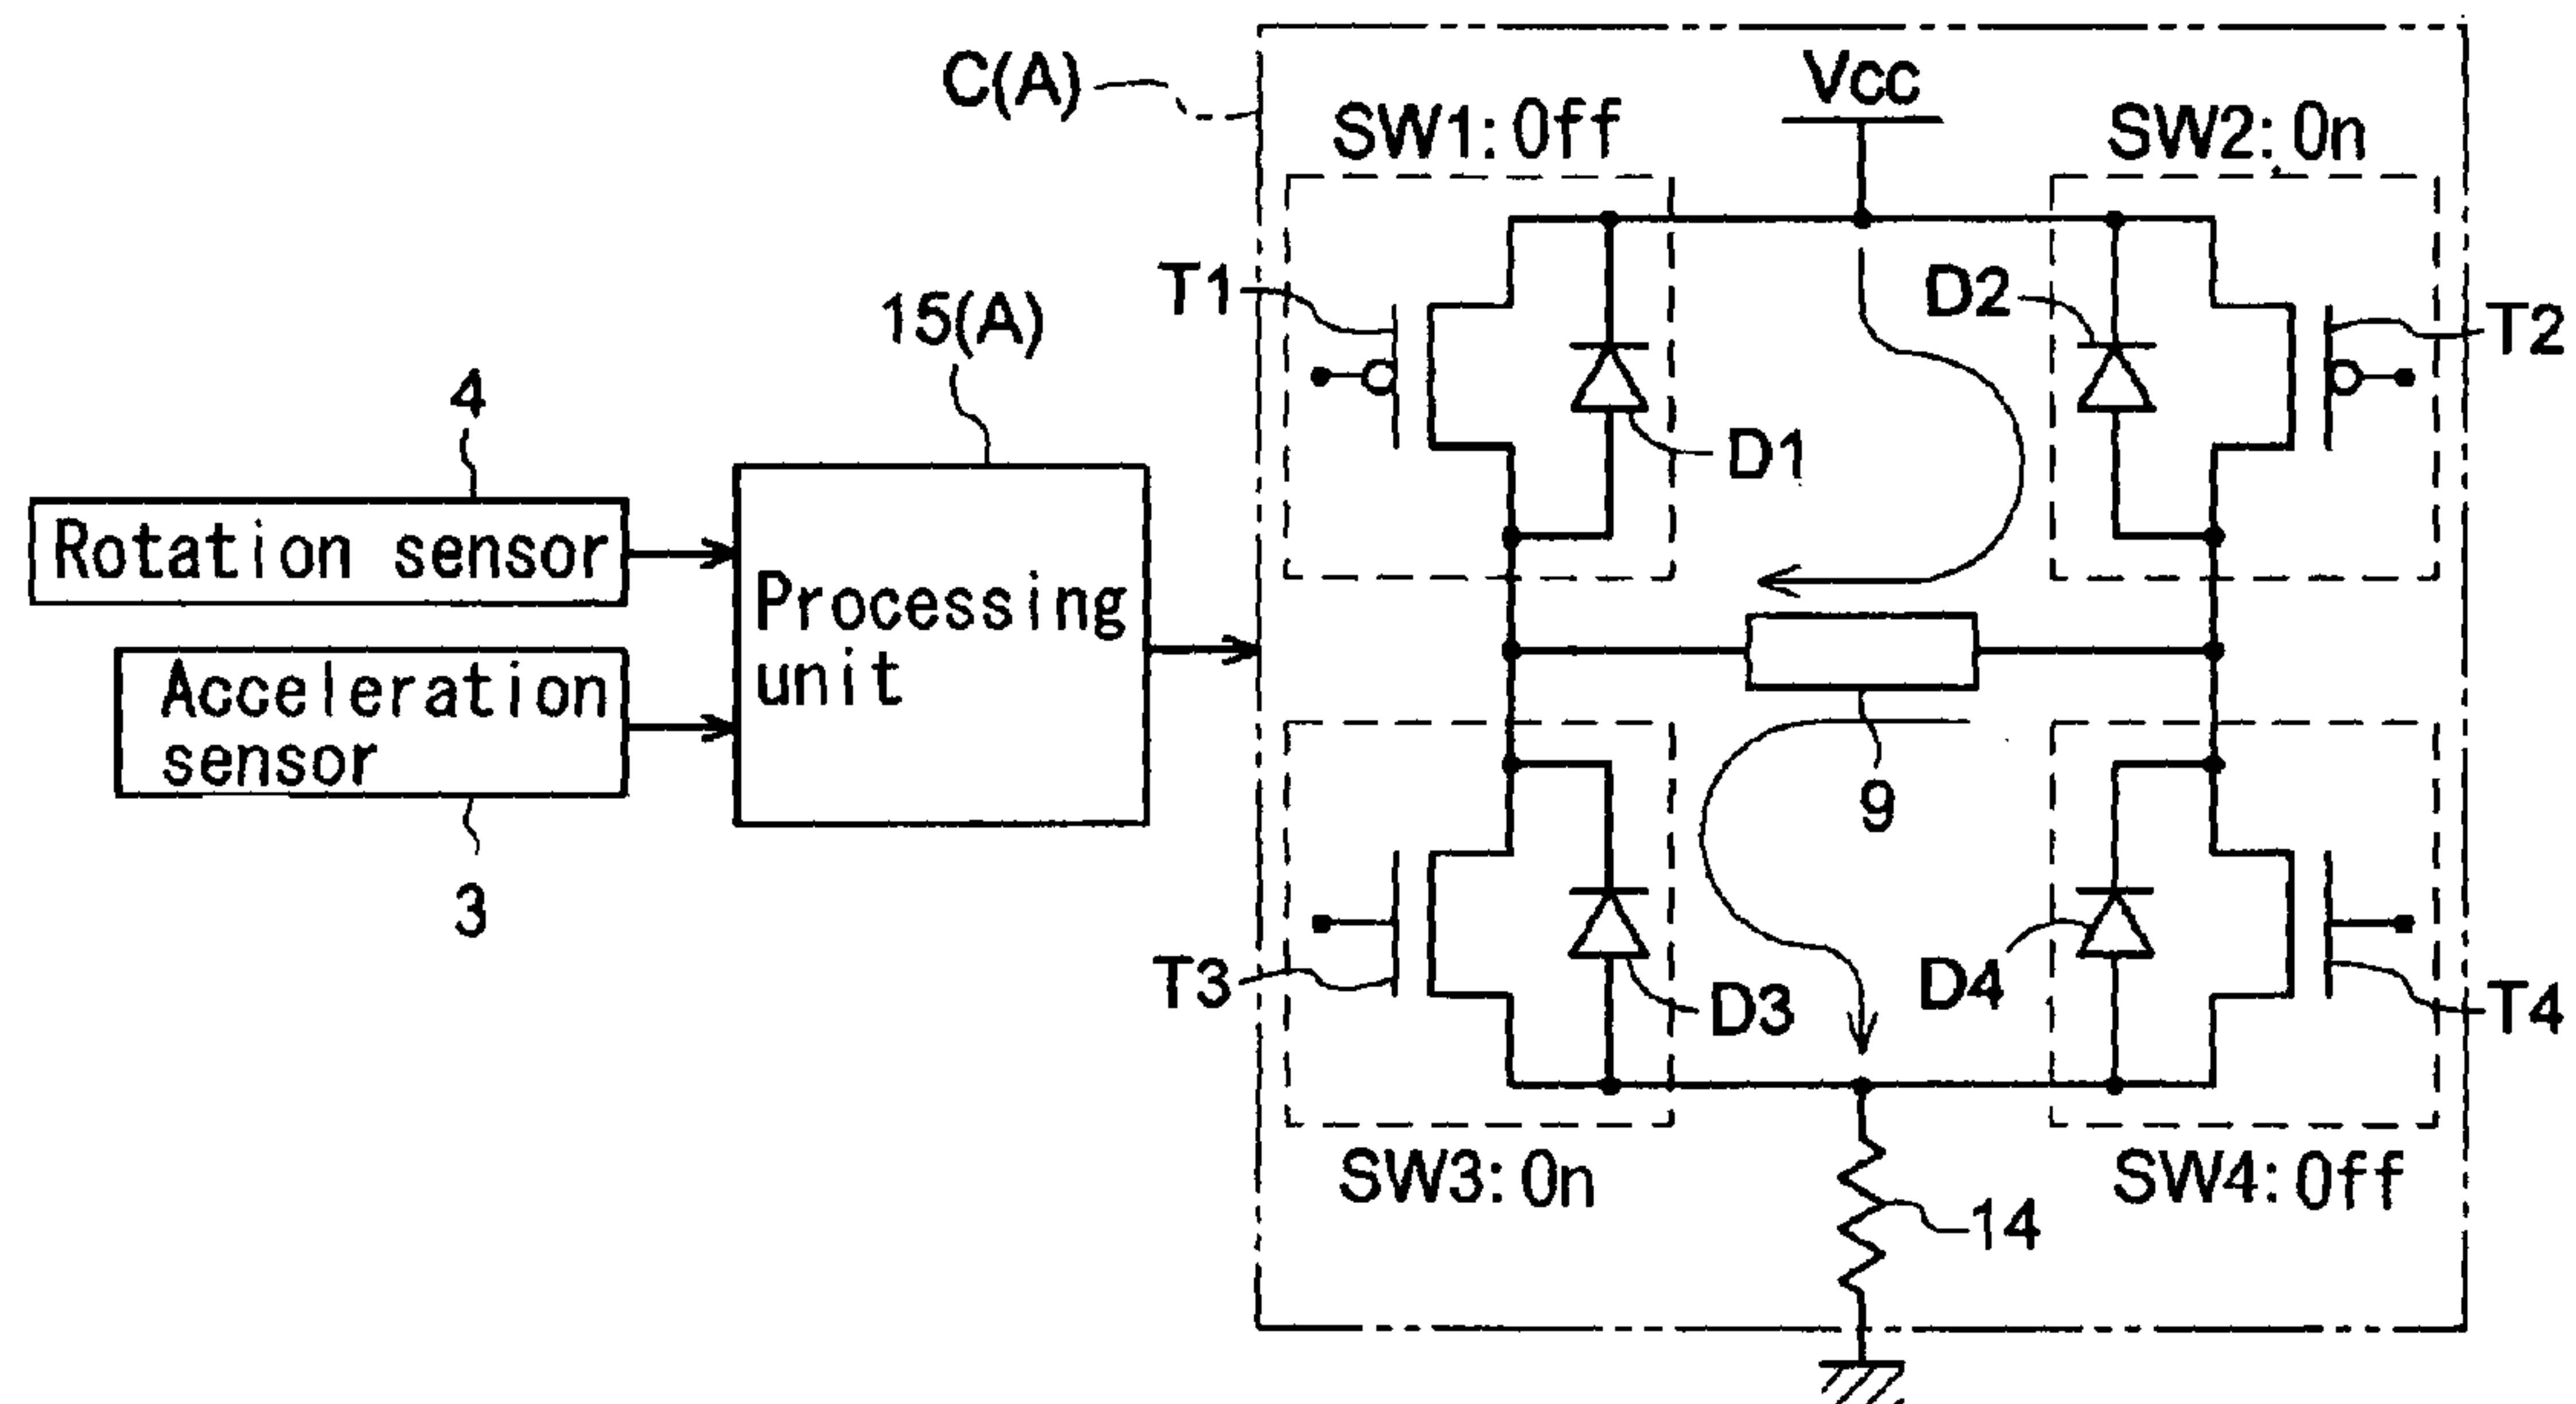 C(A)
Vcc
SW1:Off
SW2:On
T1
D2
T2
15(A)
4
D1
Rotation sensor
Processing
unit
Acceleration
sensor
9
3
T3
D3
D4
T4
SW3:On
SW4:Off
14